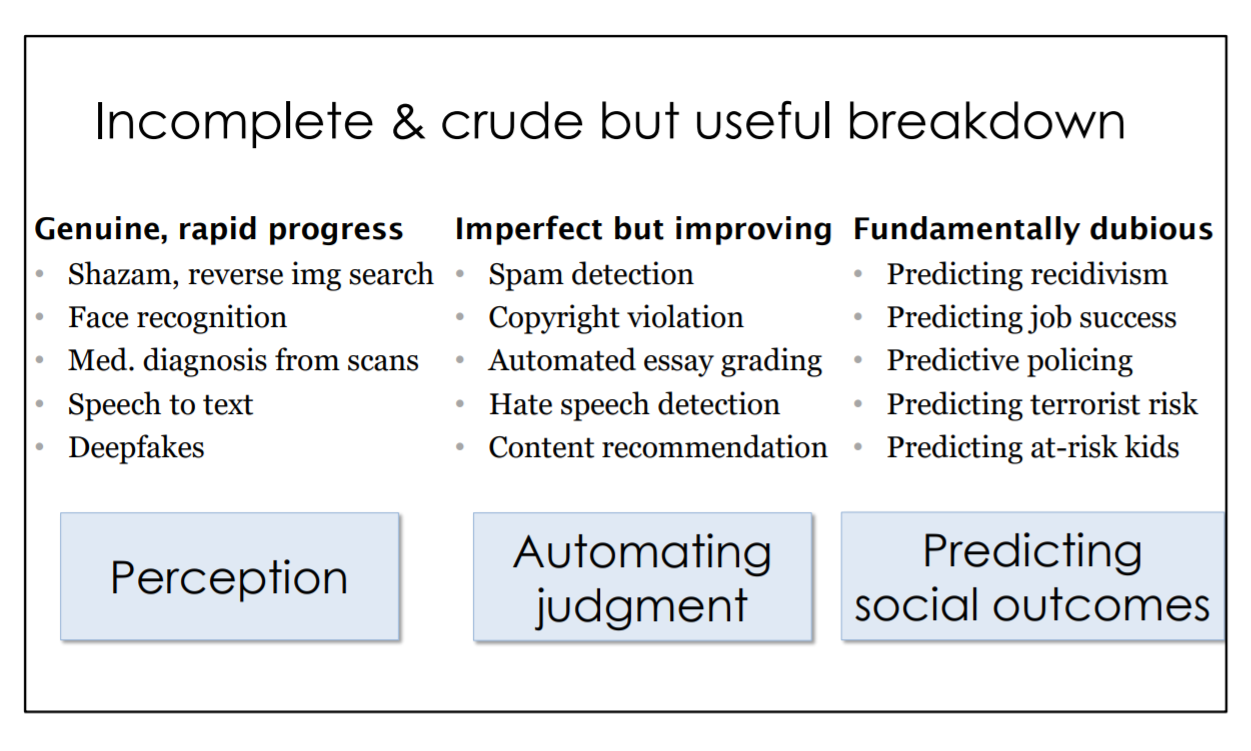 Incomplete & crude but useful breakdown
Genuine, rapid progress
• Shazam, reverse img search
• Face recognition
• Med. diagnosis from scans
• Speech to text
• Deepfakes
Perception
Imperfect but improving
• Spam detection
• Copyright violation
• Automated essay grading
• Hate speech detection
• Content recommendation
Automating
judgment
Fundamentally dubious
• Predicting recidivism
• Predicting job success
• Predictive policing
• Predicting terrorist risk
• Predicting at-risk kids
Predicting
social outcomes